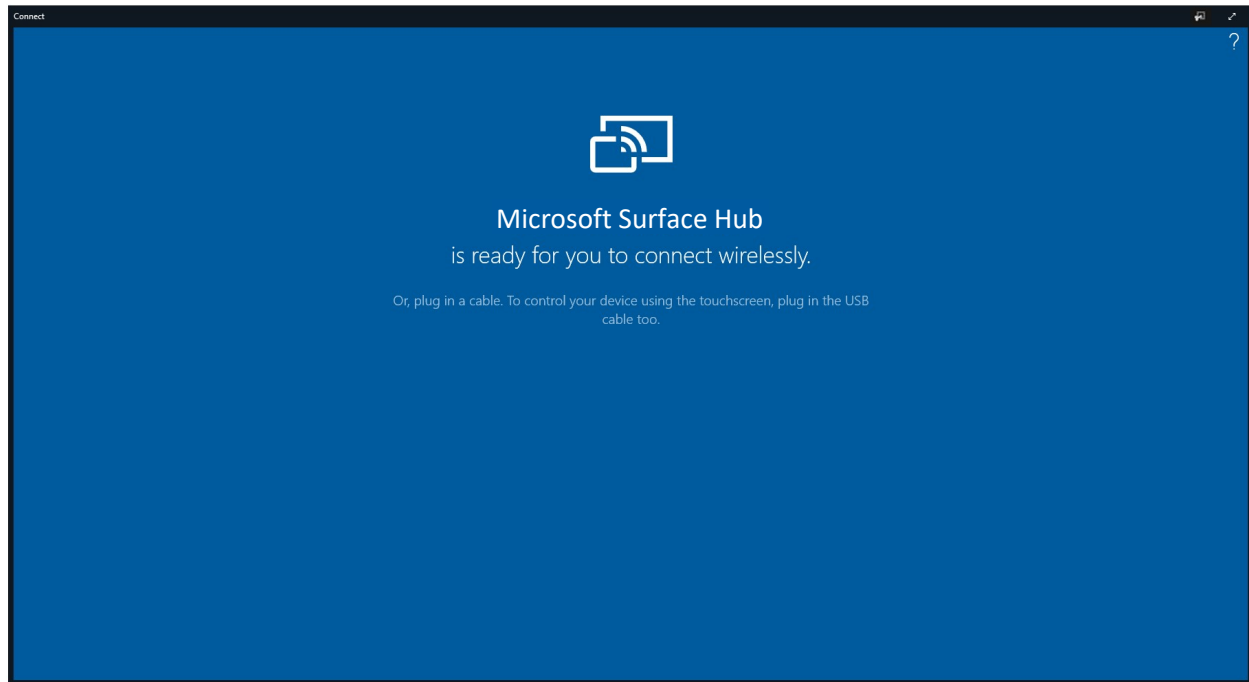 Connect
?
Microsoft Surface Hub
is ready for you to connect wirelessly.
Or, plug in a cable. To control your device using the touchscreen, plug in the USB
cable too.